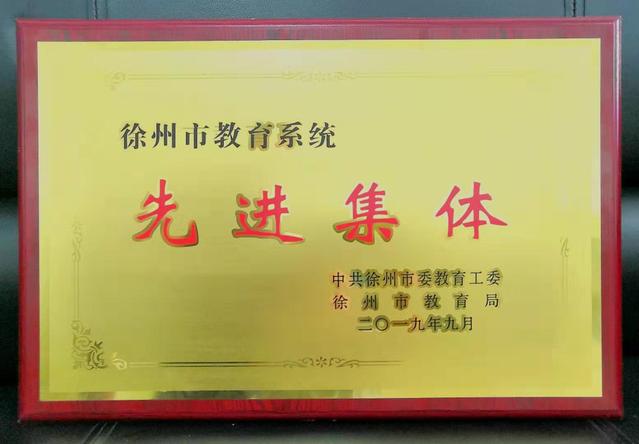 徐州市教育系统
先进集体
中共徐州市委教育工委
徐州市教育局
二〇一九年九月